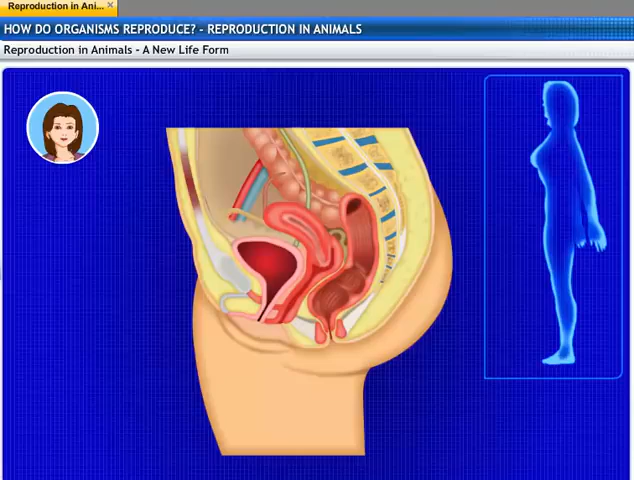 Reproduction in Ani...
HOW DO ORGANISMS REPRODUCE? - REPRODUCTION IN ANIMALS
Reproduction in Animals - A New Life Form